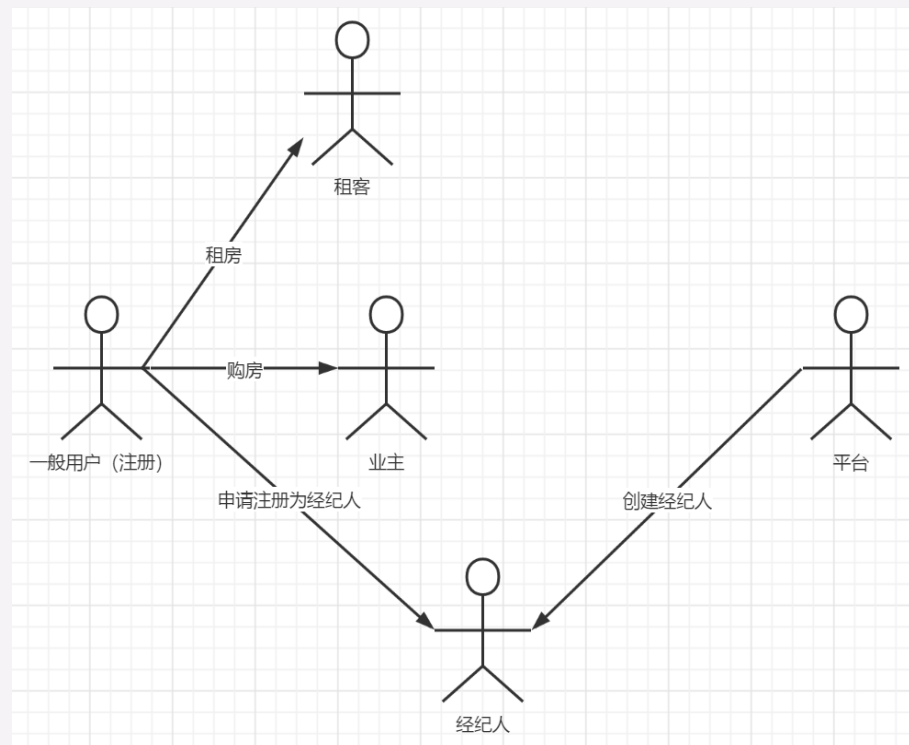 租客
租房
购房
一般用户（注册）
业主
平台
申请注册为经纪人
创建经纪人
经纪人